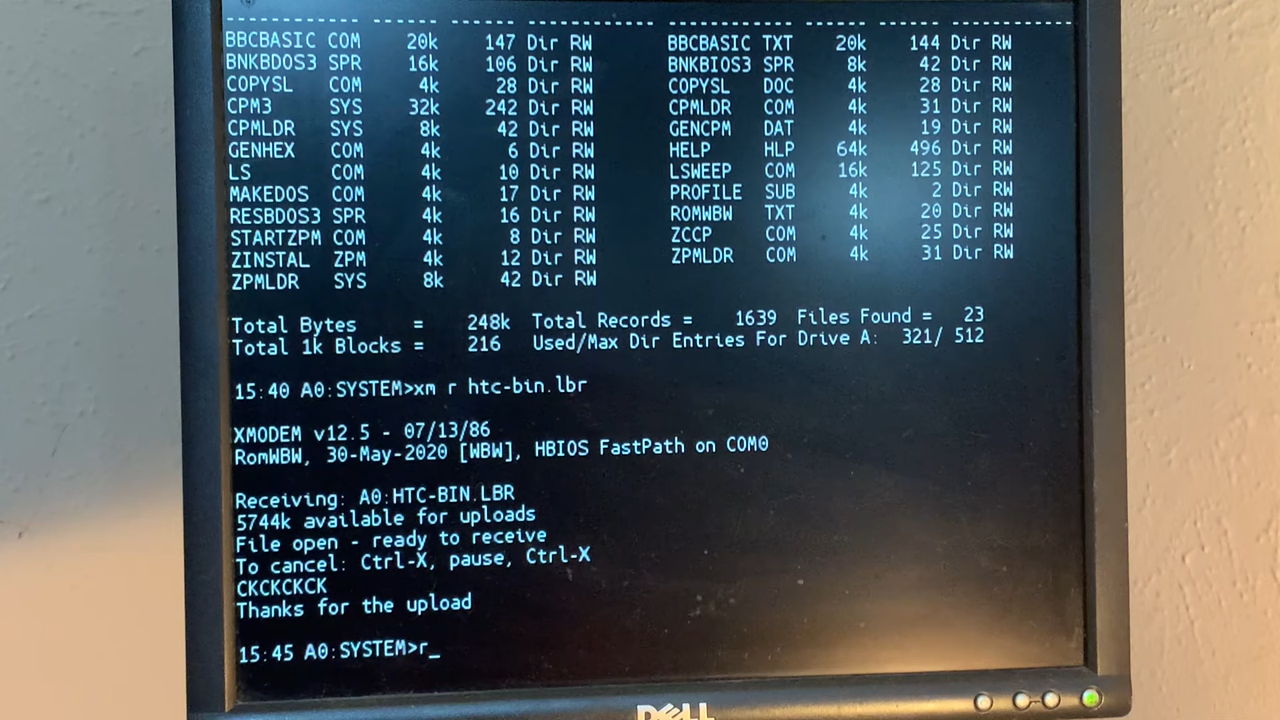 -------------- ------ ------ ------------- -------------- ------ ------ -------------
BBCBASIC COM 20k 147 Dir RW BBCBASIC TXT 20k 144 Dir RW
BNKBDOS3 SPR 16k 106 Dir RW BNKBIOS3 SPR 8k 42 Dir RW
COPYSL COM 4k 28 Dir RW COPYSL DOC 4k 28 Dir RW
CPM3 SYS 32k 242 Dir RW CPMLDR COM 4k 31 Dir RW
CPMLDR SYS 8k 42 Dir RW GENCPM DAT 4k 19 Dir RW
GENHEX COM 4k 6 Dir RW HELP HLP 64k 496 Dir RW
LS COM 4k 10 Dir RW LSWEEP COM 16k 125 Dir RW
MAKEDOS COM 4k 17 Dir RW PROFILE SUB 4k 2 Dir RW
RESBDOS3 SPR 4k 16 Dir RW ROMWBW TXT 4k 20 Dir RW
STARTZPM COM 4k 8 Dir RW ZCCP COM 4k 25 Dir RW
ZINSTAL ZPM 4k 12 Dir RW ZPMLDR COM 4k 31 Dir RW
ZPMLDR SYS 8k 42 Dir RW
Total Bytes = 248k Total Records = 1639 Files Found = 23
Total 1k Blocks = 216 Used/Max Dir Entries For Drive A: 321/ 512
15:40 A0:SYSTEM>xm r htc-bin.lbr
XMODEM v12.5 - 07/13/86
RomWBW, 30-May-2020 [WBW], HBIOS FastPath on COM0
Receiving: A0:HTC-BIN.LBR
5744k available for uploads
File open - ready to receive
To cancel: Ctrl-X, pause, Ctrl-X
CKCKCKCK
Thanks for the upload
15:45 A0:SYSTEM>r_
DELL